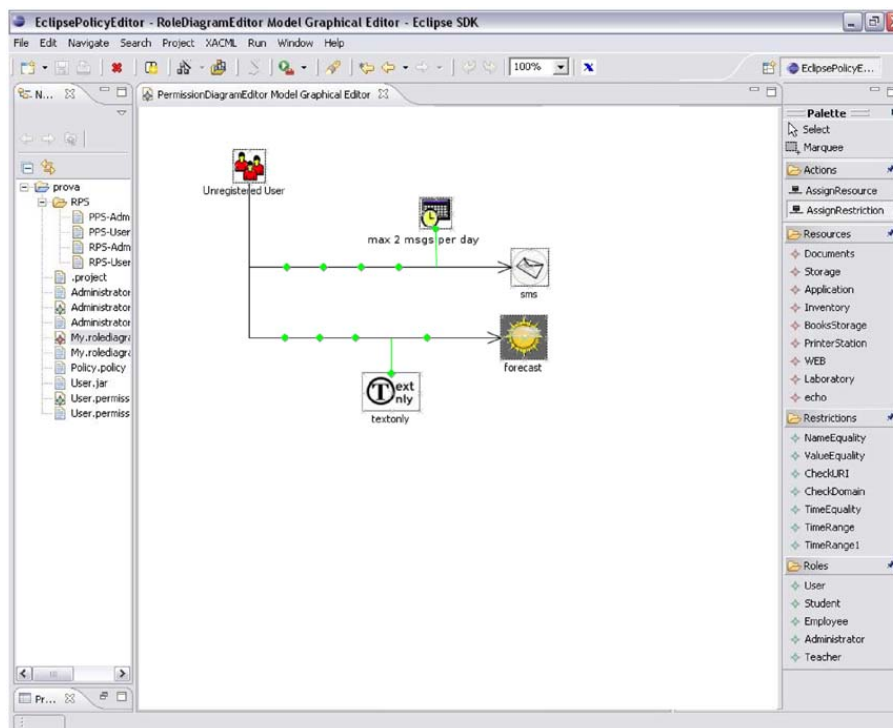 EclipsePolicyEditor - RoleDiagramEditor Model Graphical Editor - Eclipse SDK
File Edit Navigate Search Project XACML Run Window Help
100%
EclipsePolicyE...
N...
PermissionDiagramEditor Model Graphical Editor
prova
RPS
PPS-Adm
PPS-User
RPS-Adm
RPS-User
.project
Administrator
Administrator
Administrator
My.rolediagra
My.rolediagra
Policy.policy
User.jar
User.permiss
User.permiss
Pr...
Unregistered User
max 2 msgs per day
sms
forecast
Text
only
textonly
Palette
Select
Marquee
Actions
AssignResource
AssignRestriction
Resources
Documents
Storage
Application
Inventory
BooksStorage
PrinterStation
WEB
Laboratory
echo
Restrictions
NameEquality
ValueEquality
CheckURI
CheckDomain
TimeEquality
TimeRange
TimeRange1
Roles
User
Student
Employee
Administrator
Teacher